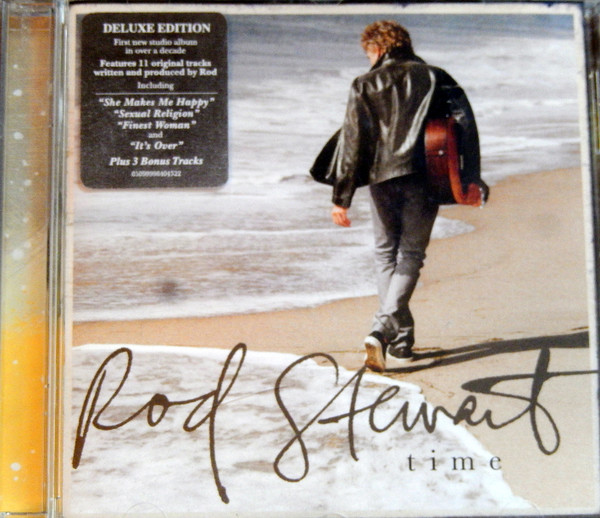 DELUXE EDITION
First new studio album
in over a decade
Features 11 original tracks
written and produced by Rod
Including
“She Makes Me Happy”
“Sexual Religion”
“Finest Woman”
and
“It's Over”
Plus 3 Bonus Tracks
Rod Stewart
time